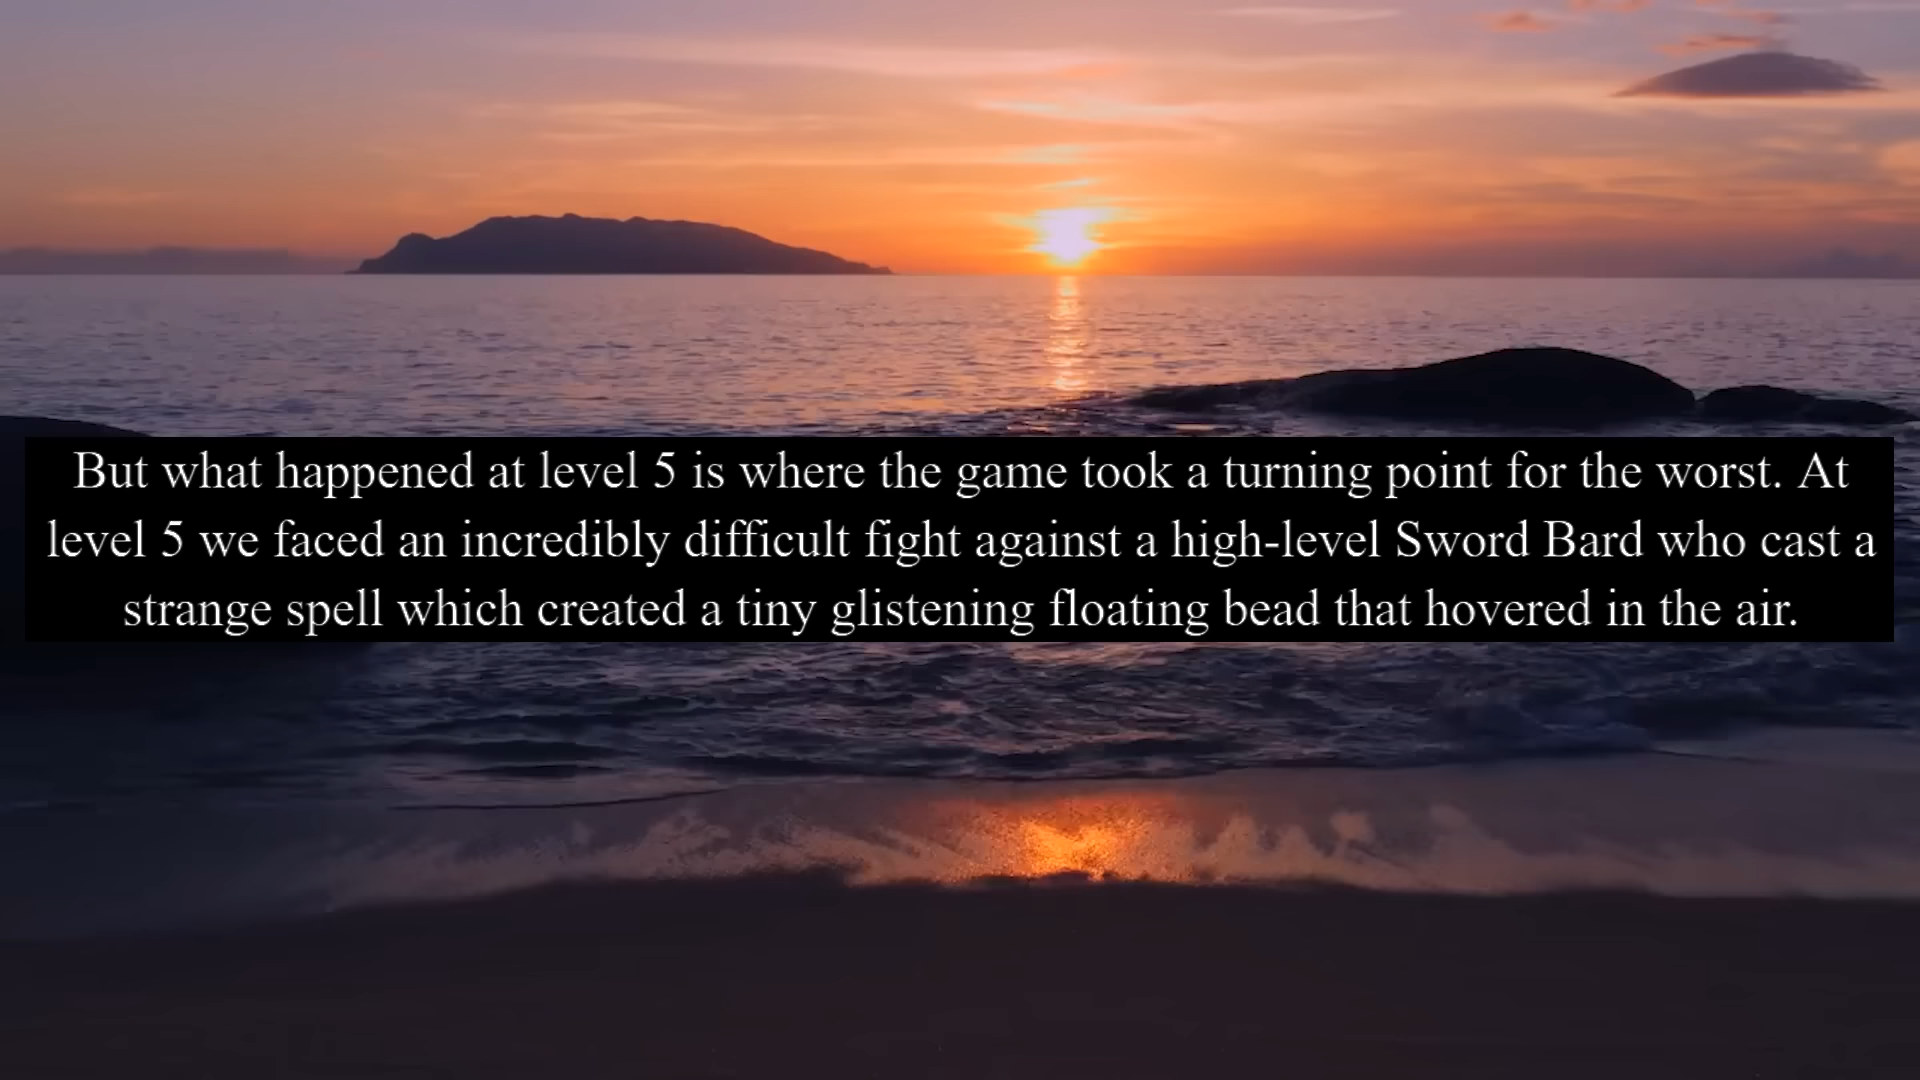 But what happened at level 5 is where the game took a turning point for the worst. At
level 5 we faced an incredibly difficult fight against a high-level Sword Bard who cast a
strange spell which created a tiny glistening floating bead that hovered in the air.